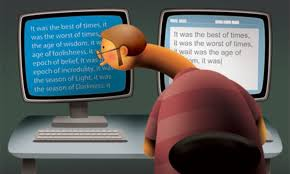 It was the best of times,
it was the worst of times,
the age of wisdom, it was
age of foolishness, it was
epoch of belief, it was
epoch of incredulity, it was
the season of Light, it was
the season of Darkness, it
It was the best of times,
it was the worst of times,
it wail was the age of
dom, it was